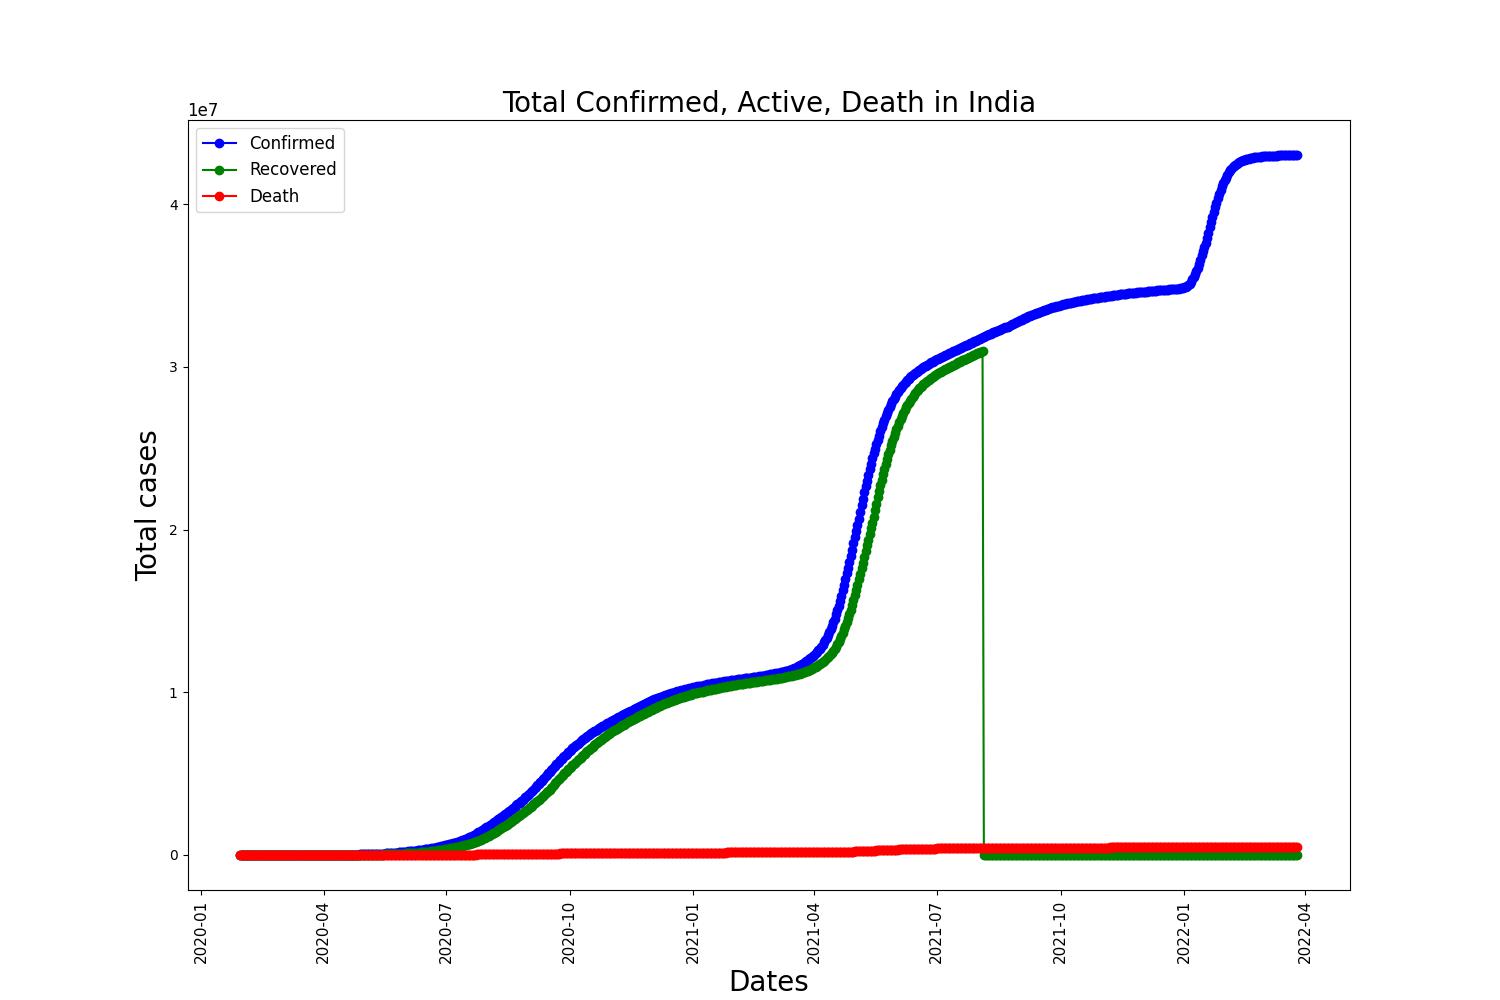 Total Confirmed, Active, Death in India
1e7
Confirmed
Recovered
Death
4
3
2
1
0
Total cases
2020-01
2020-04
2020-07
2020-10
2021-01
2021-04
2021-07
2021-10
2022-01
2022-04
Dates